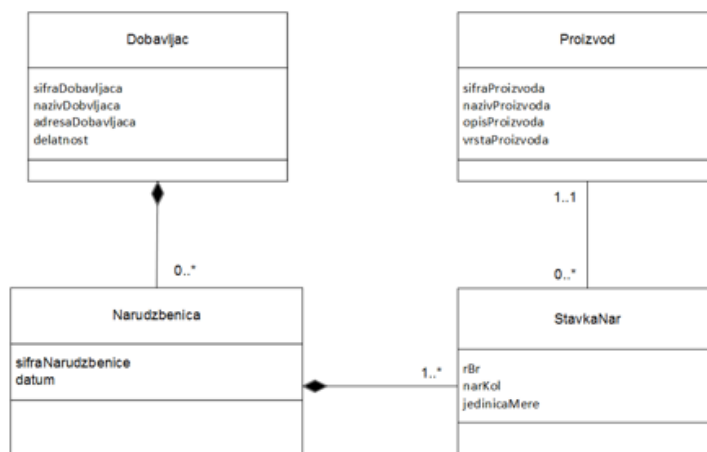 Dobavljac
sifraDobavljaca
nazivDobvljaca
adresaDobavljaca
delatnost
Proizvod
sifraProizvoda
nazivProizvoda
opisProizvoda
vrstaProizvoda
0..*
1..1
0..*
Narudzbenica
sifraNarudzbenice
datum
1..*
StavkaNar
rBr
narKol
jedinicaMere